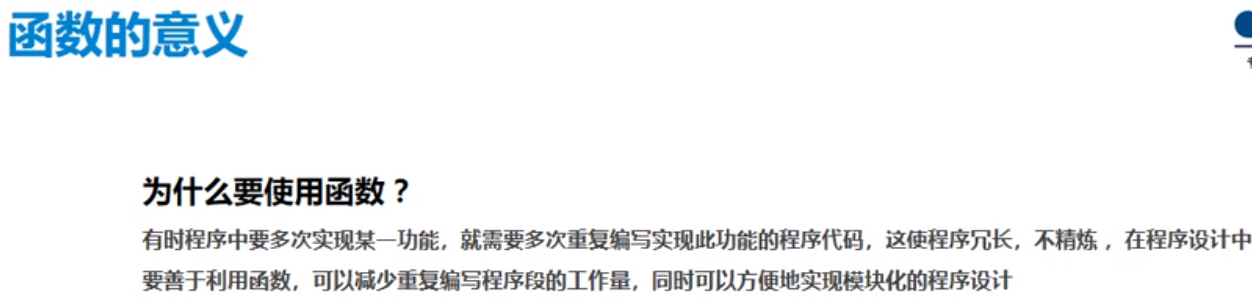 函数的意义
为什么要使用函数？
有时程序中要多次实现某一功能，就需要多次重复编写实现此功能的程序代码，这使程序冗长，不精炼，在程序设计中
要善于利用函数，可以减少重复编写程序段的工作量，同时可以方便地实现模块化的程序设计